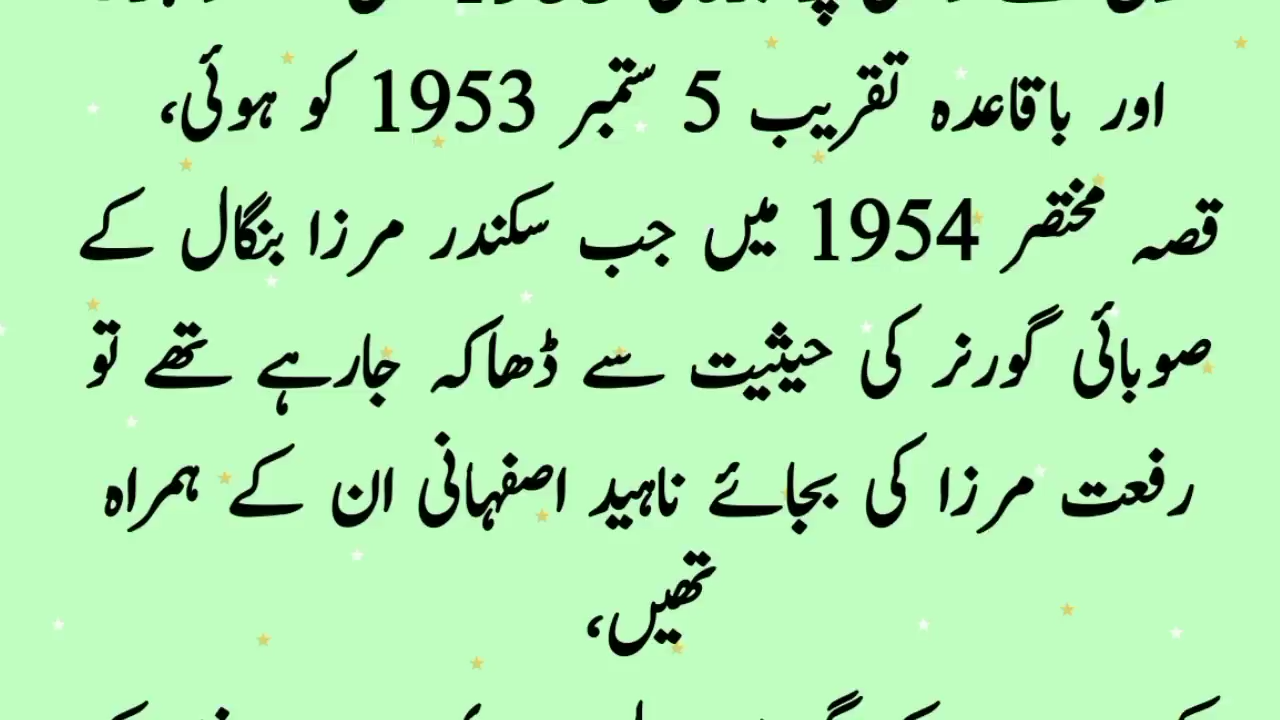 اور باقاعدہ تقریب 5 ستمبر 1953 کو ہوئی،
قصہ مختصر 1954 میں جب سکندر مرزا بنگال کے
صوبائی گورنر کی حیثیت سے ڈھاکہ جارہے تھے تو
رفعت مرزا کی بجائے ناہید اصفہانی ان کے ہمراہ
تھیں،